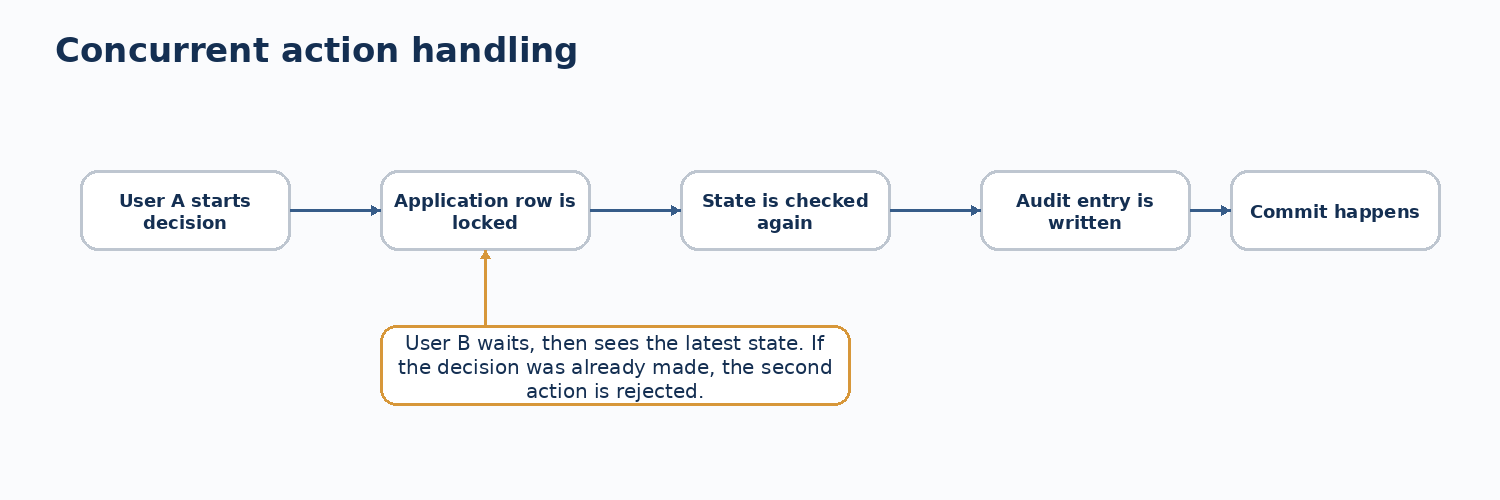 Concurrent action handling
User A starts
decision
Application row is
locked
State is checked
again
Audit entry is
written
Commit happens
User B waits, then sees the latest state. If
the decision was already made, the second
action is rejected.